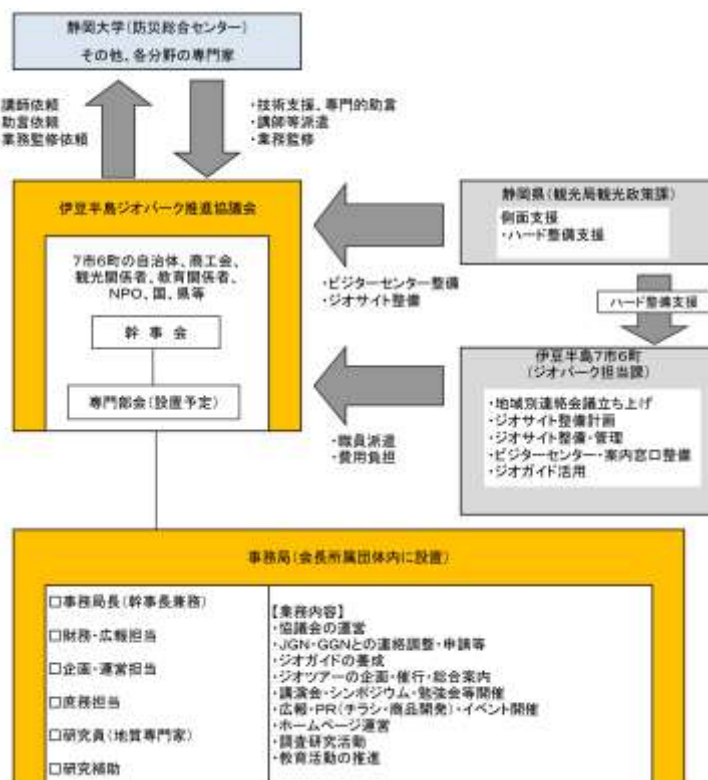 静岡大学(防災総合センター)
その他、各分野の専門家
講師依頼
助言依頼
業務監修依頼
・技術支援、専門的助言
・講師等派遣
・業務監修
伊豆半島ジオパーク推進協議会
7市6町の自治体、商工会、
観光関係者、教育関係者、
NPO、国、県等
幹 事 会
専門部会(設置予定)
・ビジターセンター整備
・ジオサイト整備
静岡県(観光局観光政策課)
側面支援
・ハード整備支援
ハード整備支援
・職員派遣
・費用負担
伊豆半島7市6町
(ジオパーク担当課)
・地域別連絡会議立ち上げ
・ジオサイト整備計画
・ジオサイト整備・管理
・ビジターセンター・案内窓口整備
・ジオガイド活用
事務局(会長所属団体内に設置)
□事務局長(幹事長兼務)
□財務・広報担当
□企画・運営担当
□庶務担当
□研究員(地質専門家)
□研究補助
【業務内容】
・協議会の運営
・JGN・GGNとの連絡調整・申請等
・ジオガイドの養成
・ジオツアーの企画・催行・総合案内
・講演会・シンポジウム・勉強会等開催
・広報・PR(チラシ・商品開発)・イベント開催
・ホームページ運営
・調査研究活動
・教育活動の推進